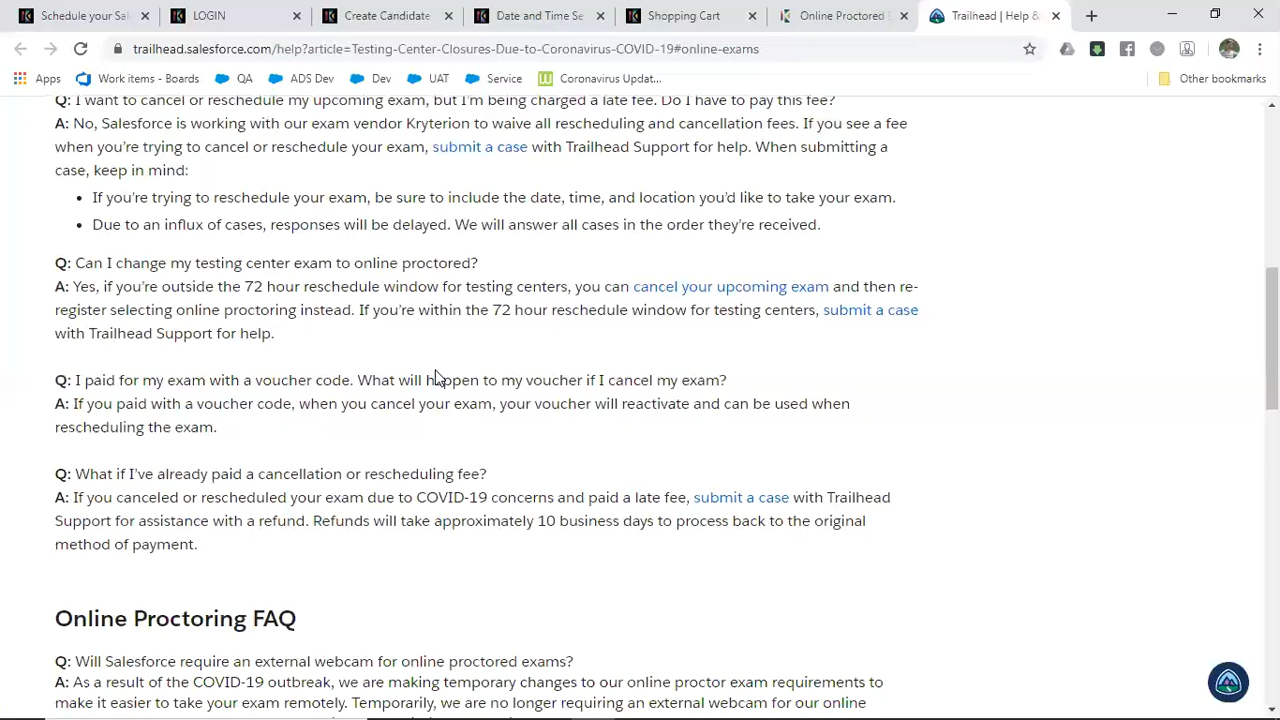 Schedule your Sal
LOGIN
Create Candidate
Date and Time Se
Shopping Cart
Online Proctored
Trailhead | Help &
trailhead.salesforce.com/help?article=Testing-Center-Closures-Due-to-Coronavirus-COVID-19#online-exams
Apps
Work items - Boards
QA
ADS Dev
Dev
UAT
Service
Coronavirus Updat...
Other bookmarks
Q: I want to cancel or reschedule my upcoming exam, but I'm being charged a late fee. Do I have to pay this fee?
A: No, Salesforce is working with our exam vendor Kryterion to waive all rescheduling and cancellation fees. If you see a fee
when you're trying to cancel or reschedule your exam, submit a case with Trailhead Support for help. When submitting a
case, keep in mind:
• If you're trying to reschedule your exam, be sure to include the date, time, and location you'd like to take your exam.
• Due to an influx of cases, responses will be delayed. We will answer all cases in the order they're received.
Q: Can I change my testing center exam to online proctored?
A: Yes, if you're outside the 72 hour reschedule window for testing centers, you can cancel your upcoming exam and then re-
register selecting online proctoring instead. If you're within the 72 hour reschedule window for testing centers, submit a case
with Trailhead Support for help.
Q: I paid for my exam with a voucher code. What will happen to my voucher if I cancel my exam?
A: If you paid with a voucher code, when you cancel your exam, your voucher will reactivate and can be used when
rescheduling the exam.
Q: What if I've already paid a cancellation or rescheduling fee?
A: If you canceled or rescheduled your exam due to COVID-19 concerns and paid a late fee, submit a case with Trailhead
Support for assistance with a refund. Refunds will take approximately 10 business days to process back to the original
method of payment.
Online Proctoring FAQ
Q: Will Salesforce require an external webcam for online proctored exams?
A: As a result of the COVID-19 outbreak, we are making temporary changes to our online proctor exam requirements to
make it easier to take your exam remotely. Temporarily, we are no longer requiring an external webcam for our online